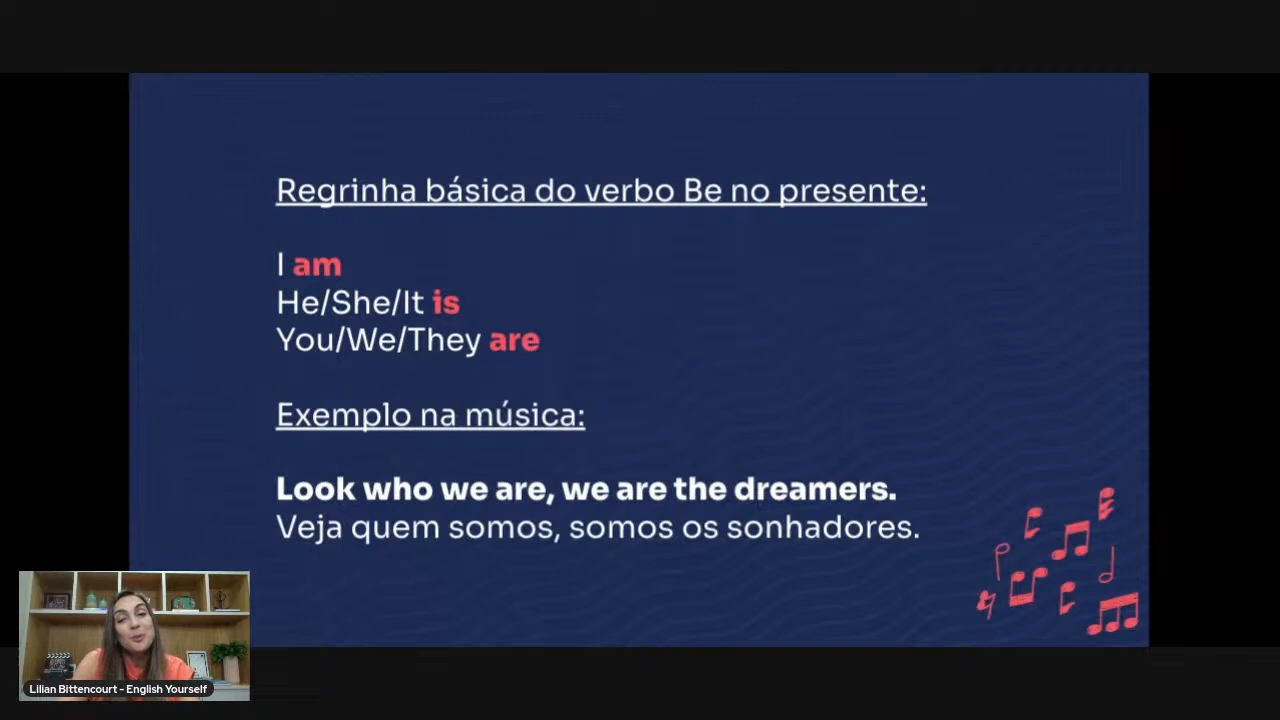 Regrinha básica do verbo Be no presente:
I am
He/She/It is
You/We/They are
Exemplo na música:
Look who we are, we are the dreamers.
Veja quem somos, somos os sonhadores.
Lilian Bittencourt - English Yourself